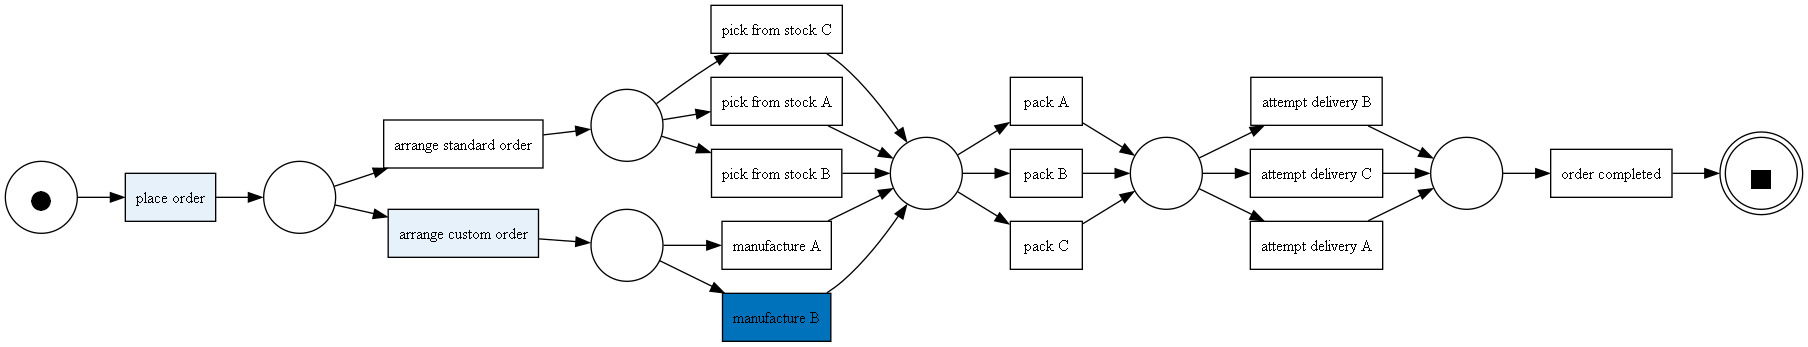 place order
arrange standard order
arrange custom order
pick from stock C
pick from stock A
pick from stock B
manufacture A
manufacture B
pack A
pack B
pack C
attempt delivery B
attempt delivery C
attempt delivery A
order completed